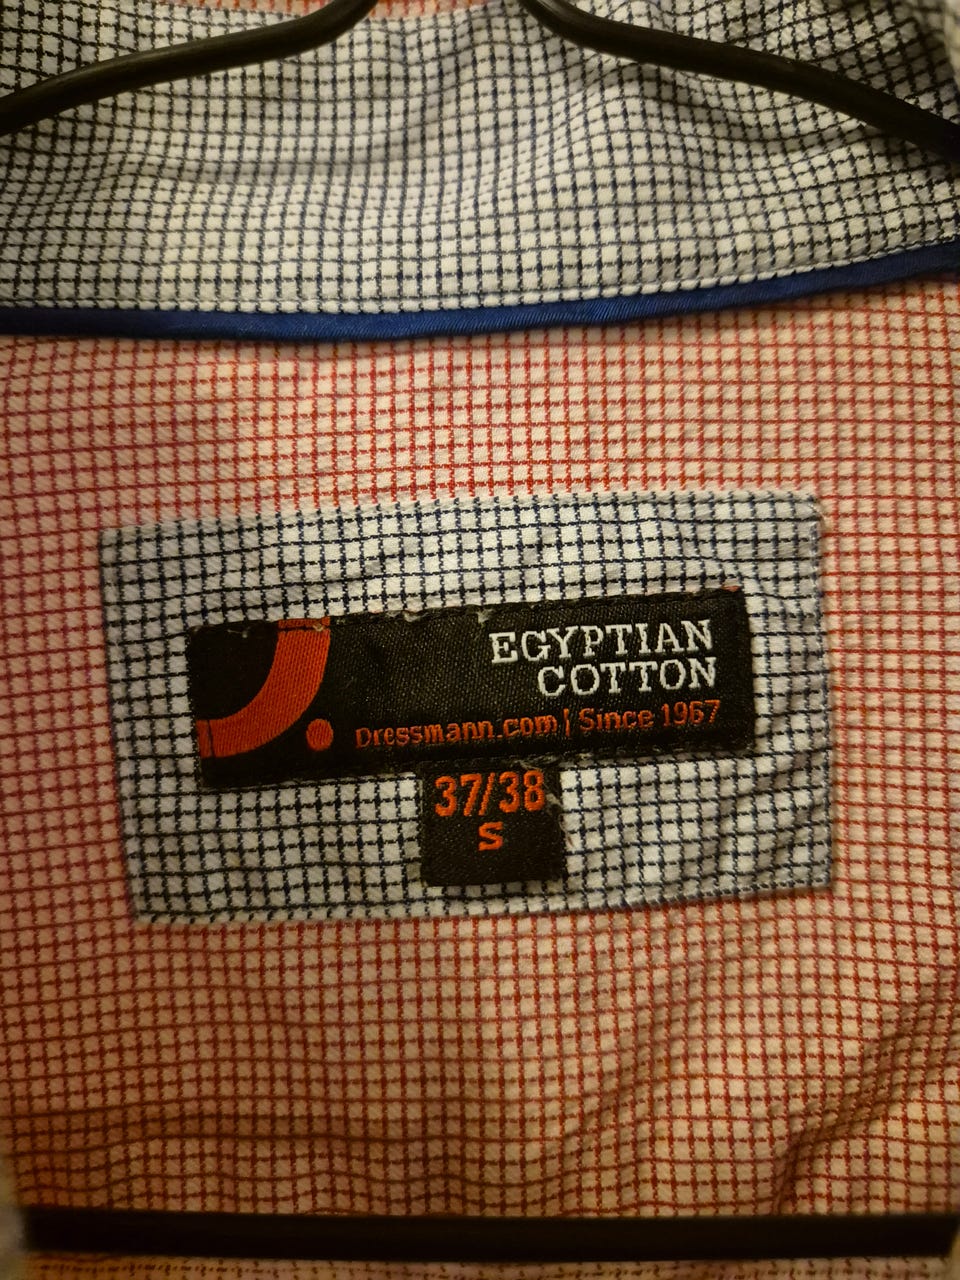 EGYPTIAN
COTTON
Dressmann.com | Since 1967
37/38
S